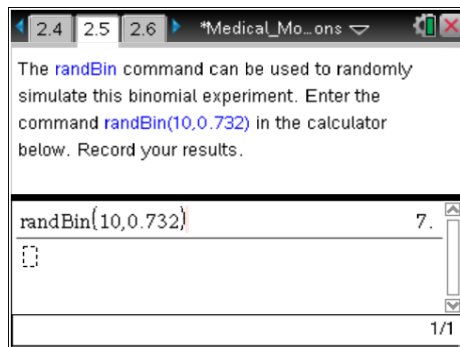 2.4 2.5 2.6 *Medical_Mo…ons
The randBin command can be used to randomly
simulate this binomial experiment. Enter the
command randBin(10,0.732) in the calculator
below. Record your results.
randBin(10,0.732) 7.
1/1